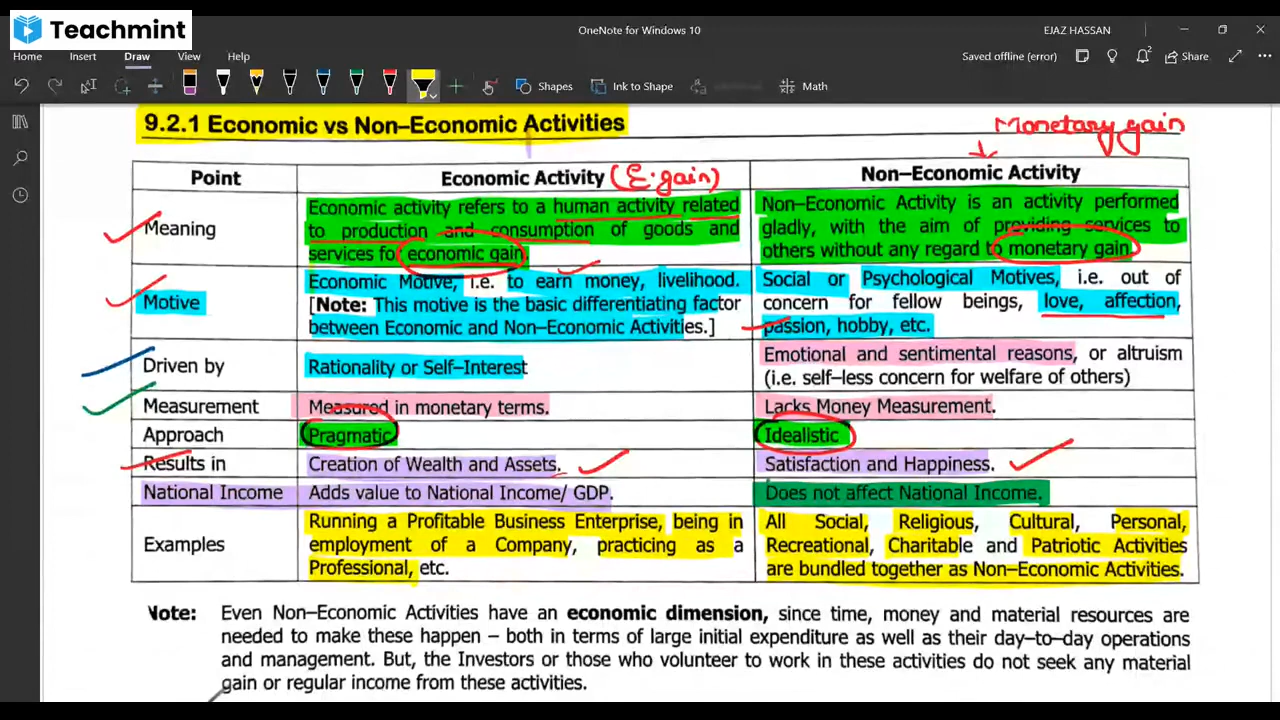 Teachmint
OneNote for Windows 10
EJAZ HASSAN
Home Insert Draw View Help
Saved offline (error)
Share
Shapes
Ink to Shape
Math
9.2.1 Economic vs Non–Economic Activities
Monetary gain
Point
Economic Activity (E.gain)
Non–Economic Activity
Meaning
Economic activity refers to a human activity related
to production and consumption of goods and
services for economic gain.
Non–Economic Activity is an activity performed
gladly, with the aim of providing services to
others without any regard to monetary gain
Motive
Economic Motive, i.e. to earn money, livelihood.
[Note: This motive is the basic differentiating factor
between Economic and Non–Economic Activities.]
Social or Psychological Motives, i.e. out of
concern for fellow beings, love, affection,
passion, hobby, etc.
Driven by
Rationality or Self–Interest
Emotional and sentimental reasons, or altruism
(i.e. self–less concern for welfare of others)
Measurement
Measured in monetary terms.
Lacks Money Measurement.
Approach
Pragmatic
Idealistic
Results in
Creation of Wealth and Assets.
Satisfaction and Happiness.
National Income
Adds value to National Income/ GDP.
Does not affect National Income.
Examples
Running a Profitable Business Enterprise, being in
employment of a Company, practicing as a
Professional, etc.
All Social, Religious, Cultural, Personal,
Recreational, Charitable and Patriotic Activities
are bundled together as Non–Economic Activities.
Note: Even Non–Economic Activities have an economic dimension, since time, money and material resources are
needed to make these happen – both in terms of large initial expenditure as well as their day–to–day operations
and management. But, the Investors or those who volunteer to work in these activities do not seek any material
gain or regular income from these activities.